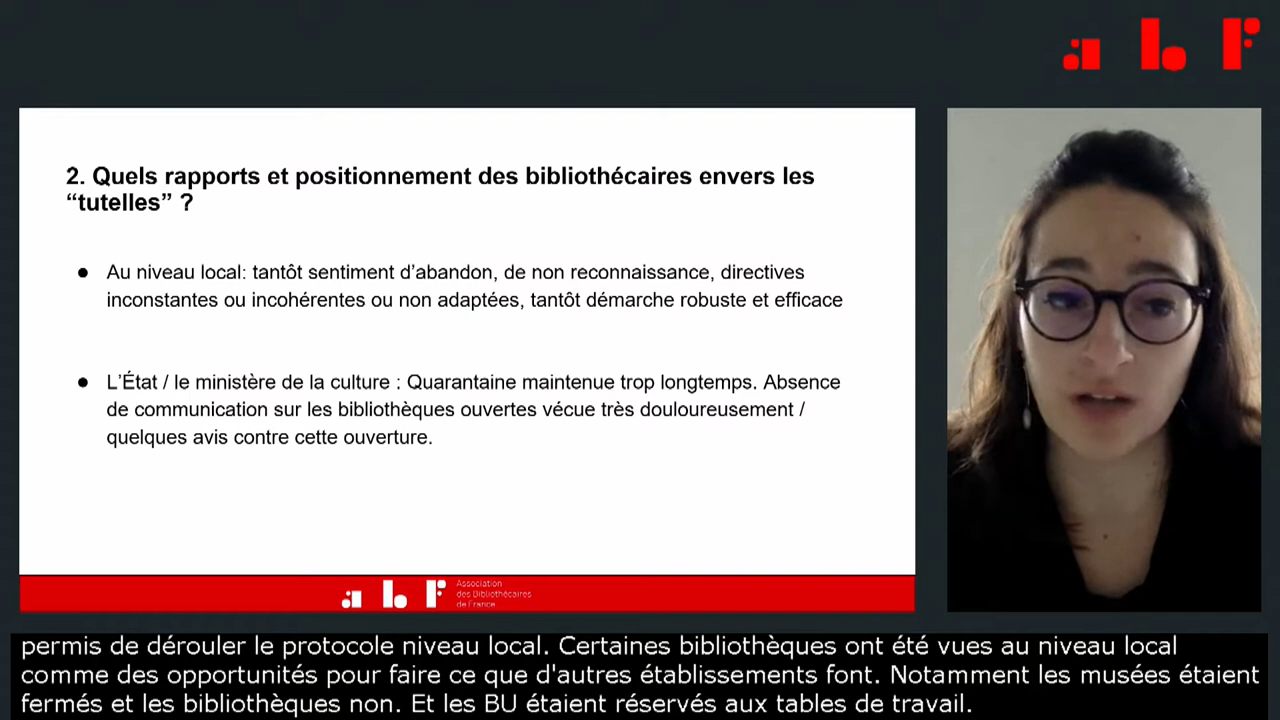 abf
2. Quels rapports et positionnement des bibliothécaires envers les
“tutelles” ?
● Au niveau local: tantôt sentiment d’abandon, de non reconnaissance, directives
inconstantes ou incohérentes ou non adaptées, tantôt démarche robuste et efficace
● L’État / le ministère de la culture : Quarantaine maintenue trop longtemps. Absence
de communication sur les bibliothèques ouvertes vécue très douloureusement /
quelques avis contre cette ouverture.
abf
Association
des Bibliothécaires
de France
permis de dérouler le protocole niveau local. Certaines bibliothèques ont été vues au niveau local
comme des opportunités pour faire ce que d'autres établissements font. Notamment les musées étaient
fermés et les bibliothèques non. Et les BU étaient réservés aux tables de travail.